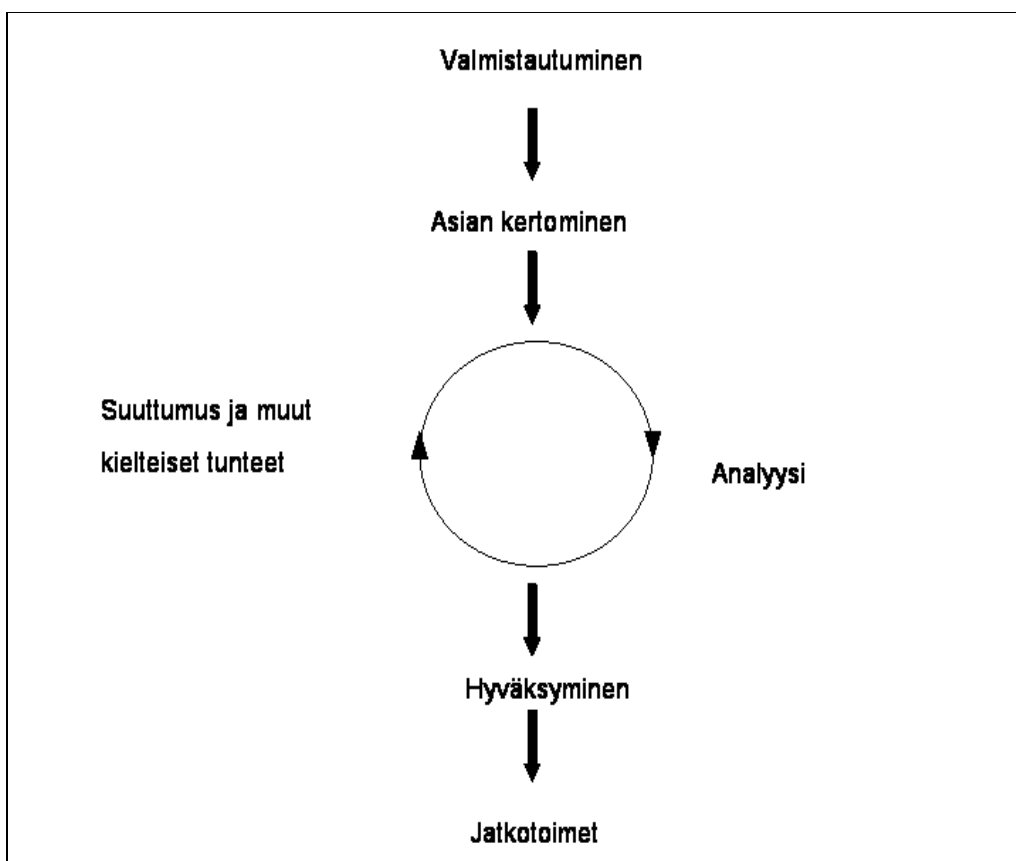 Valmistautuminen
Asian kertominen
Suuttumus ja muut
kielteiset tunteet
Analyysi
Hyväksyminen
Jatkotoimet